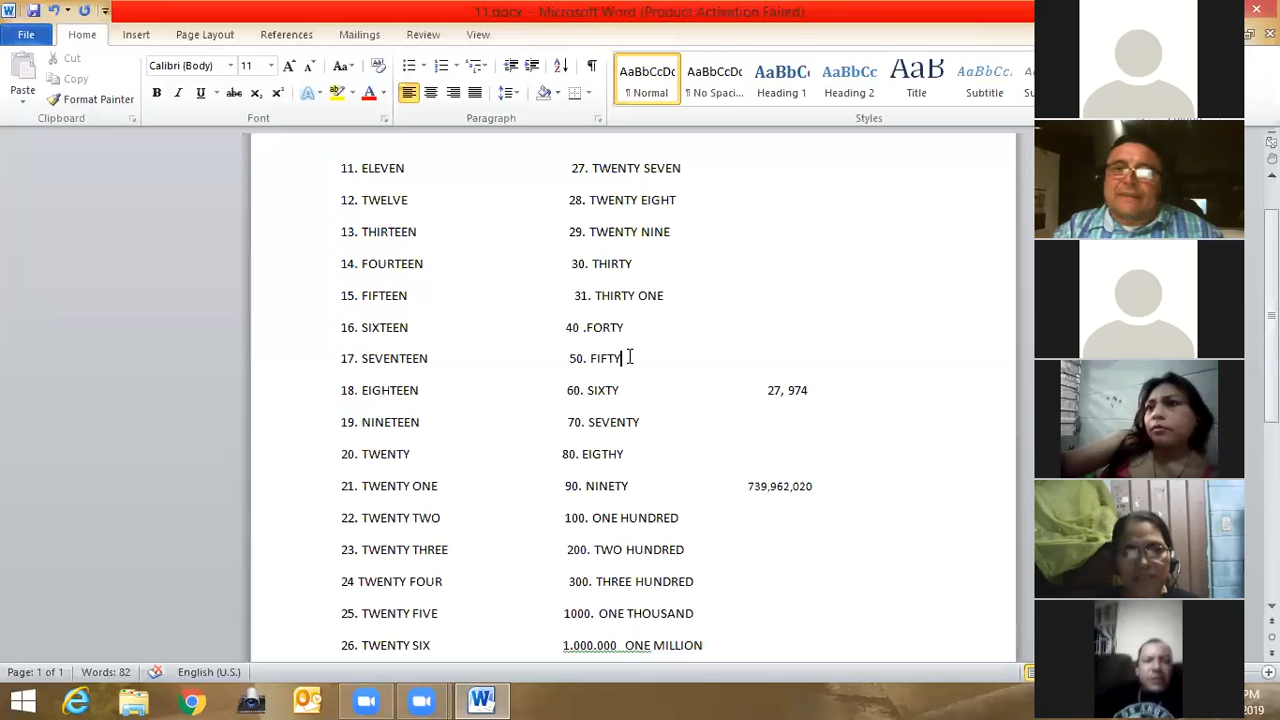 11.docx - Microsoft Word (Product Activation Failed)
File Home Insert Page Layout References Mailings Review View
Cut
Copy
Format Painter
Paste
Calibri (Body) 11
AaBbCcDc AaBbCcDc AaBbCc AaBbCc AaB AaBbCcDc
¶ Normal ¶ No Spaci... Heading 1 Heading 2 Title Subtitle
Clipboard Font Paragraph Styles
11. ELEVEN 27. TWENTY SEVEN
12. TWELVE 28. TWENTY EIGHT
13. THIRTEEN 29. TWENTY NINE
14. FOURTEEN 30. THIRTY
15. FIFTEEN 31. THIRTY ONE
16. SIXTEEN 40 .FORTY
17. SEVENTEEN 50. FIFTY
18. EIGHTEEN 60. SIXTY 27, 974
19. NINETEEN 70. SEVENTY
20. TWENTY 80. EIGTHY
21. TWENTY ONE 90. NINETY 739,962,020
22. TWENTY TWO 100. ONE HUNDRED
23. TWENTY THREE 200. TWO HUNDRED
24 TWENTY FOUR 300. THREE HUNDRED
25. TWENTY FIVE 1000. ONE THOUSAND
26. TWENTY SIX 1.000.000 ONE MILLION
Page: 1 of 1 Words: 82 English (U.S.)
PM
2019